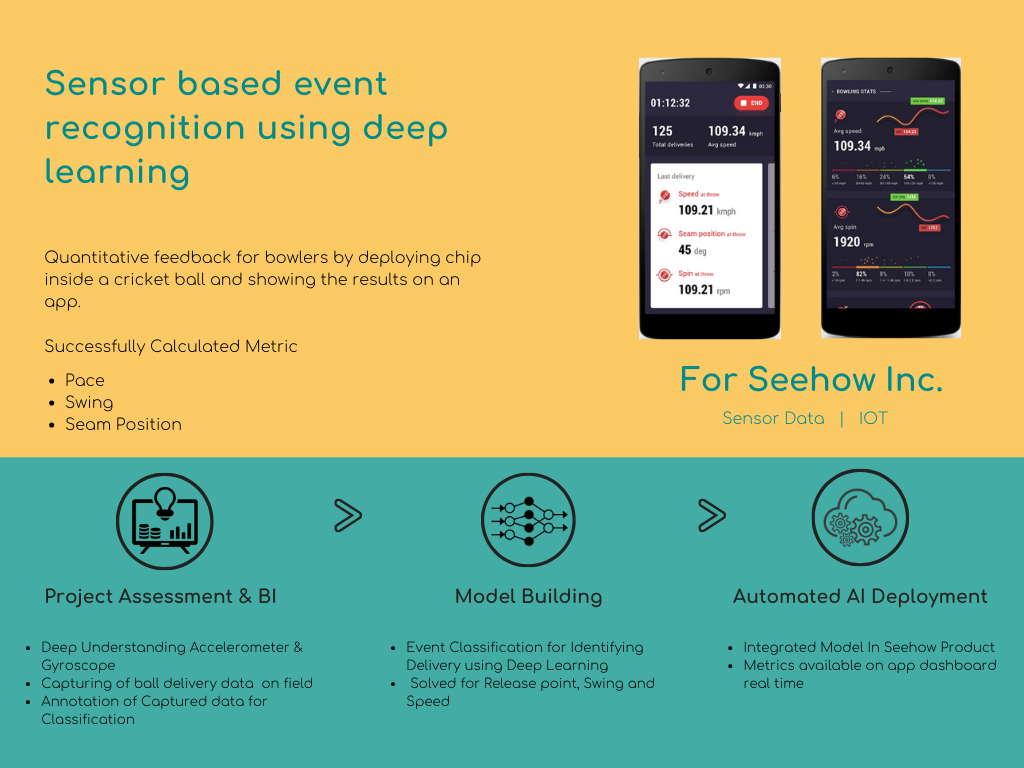 Sensor based event
recognition using deep
learning
Quantitative feedback for bowlers by deploying chip
inside a cricket ball and showing the results on an
app.
Successfully Calculated Metric
• Pace
• Swing
• Seam Position
00:30
01:12:32
END
125
109.34 kmph
Total deliveries
Avg speed
Last delivery
Speed at throw
109.21 kmph
Seam position at throw
45 deg
Spin at throw
109.21 rpm
BOWLING STATS
Avg speed
109.34 mph
6% 16% 24% 54% 0%
Avg spin
1920 rpm
2% 82% 8% 10% 0%
For Seehow Inc.
Sensor Data | IOT
>
>
Project Assessment & BI
• Deep Understanding Accelerometer &
Gyroscope
• Capturing of ball delivery data on field
• Annotation of Captured data for
Classification
Model Building
• Event Classification for Identifying
Delivery using Deep Learning
• Solved for Release point, Swing and
Speed
Automated AI Deployment
• Integrated Model In Seehow Product
• Metrics available on app dashboard
real time